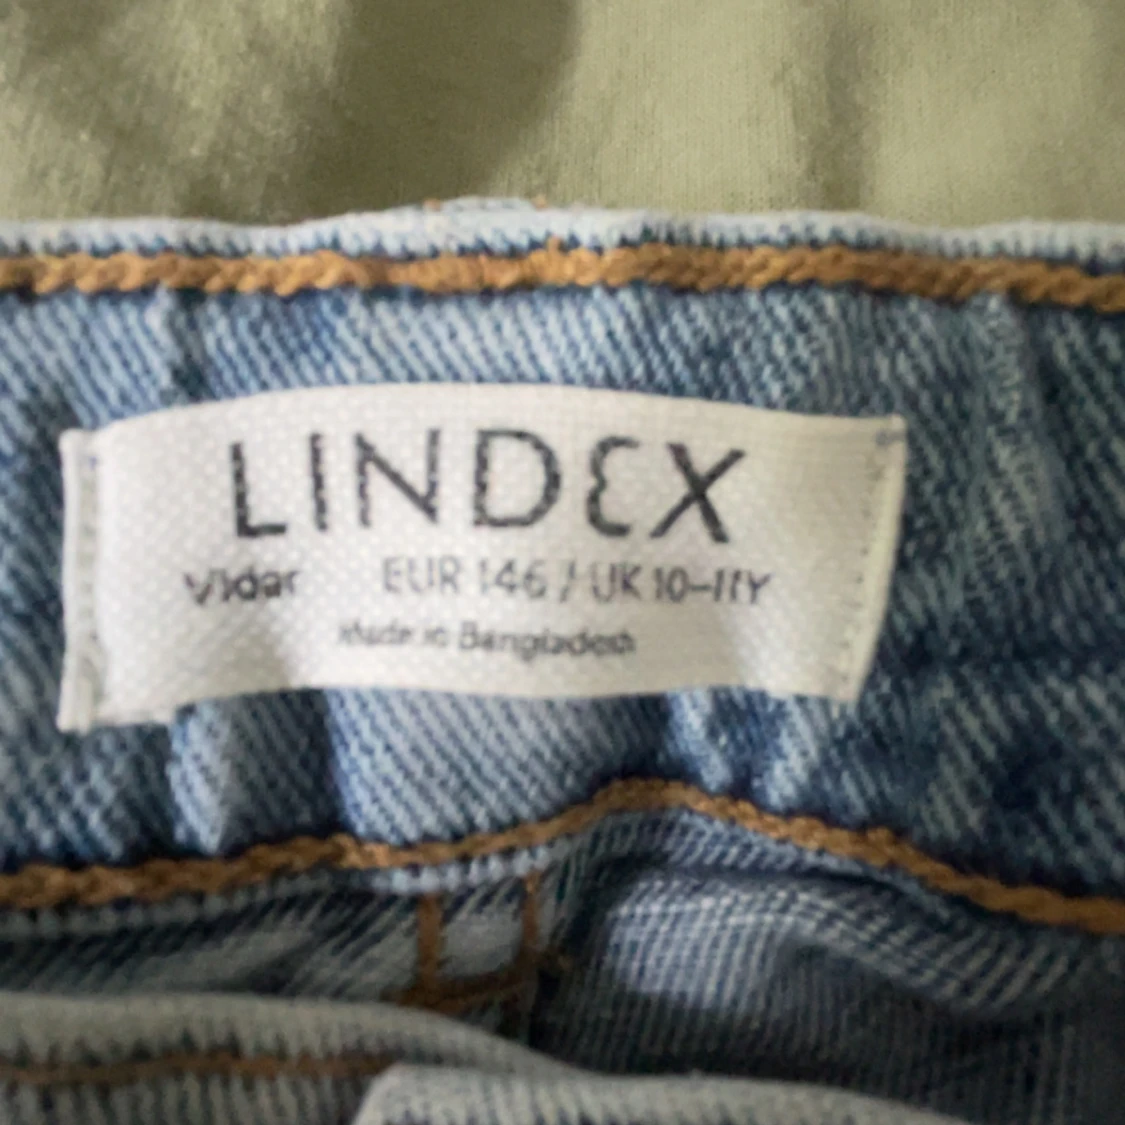 LINDEX
Vidar EUR 146 / UK 10-11Y
Made in Bangladesh